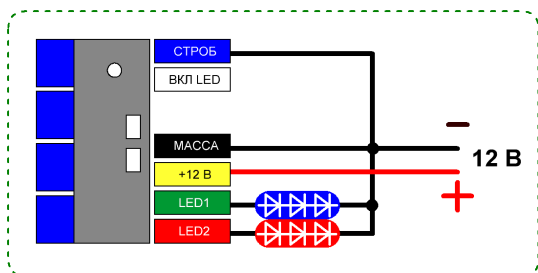 СТРОБ
ВКЛ LED
МАССА
+12 В
LED1
LED2
−
12 В
+